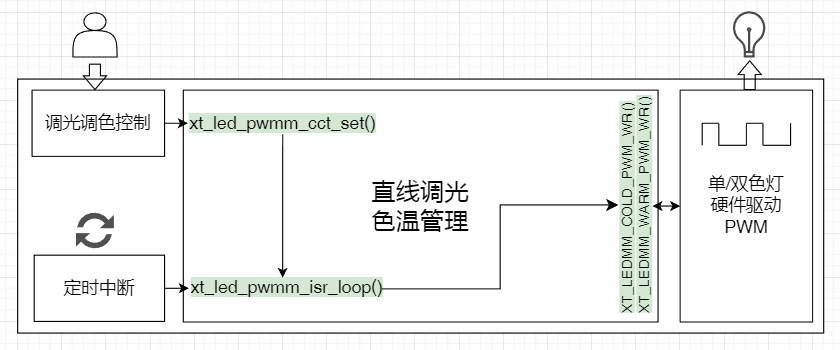 调光调色控制
xt_led_pwmm_cct_set()
直线调光
色温管理
定时中断
xt_led_pwmm_isr_loop()
XT_LEDMM_COLD_PWM_WR()
XT_LEDMM_WARM_PWM_WR()
单/双色灯
硬件驱动
PWM